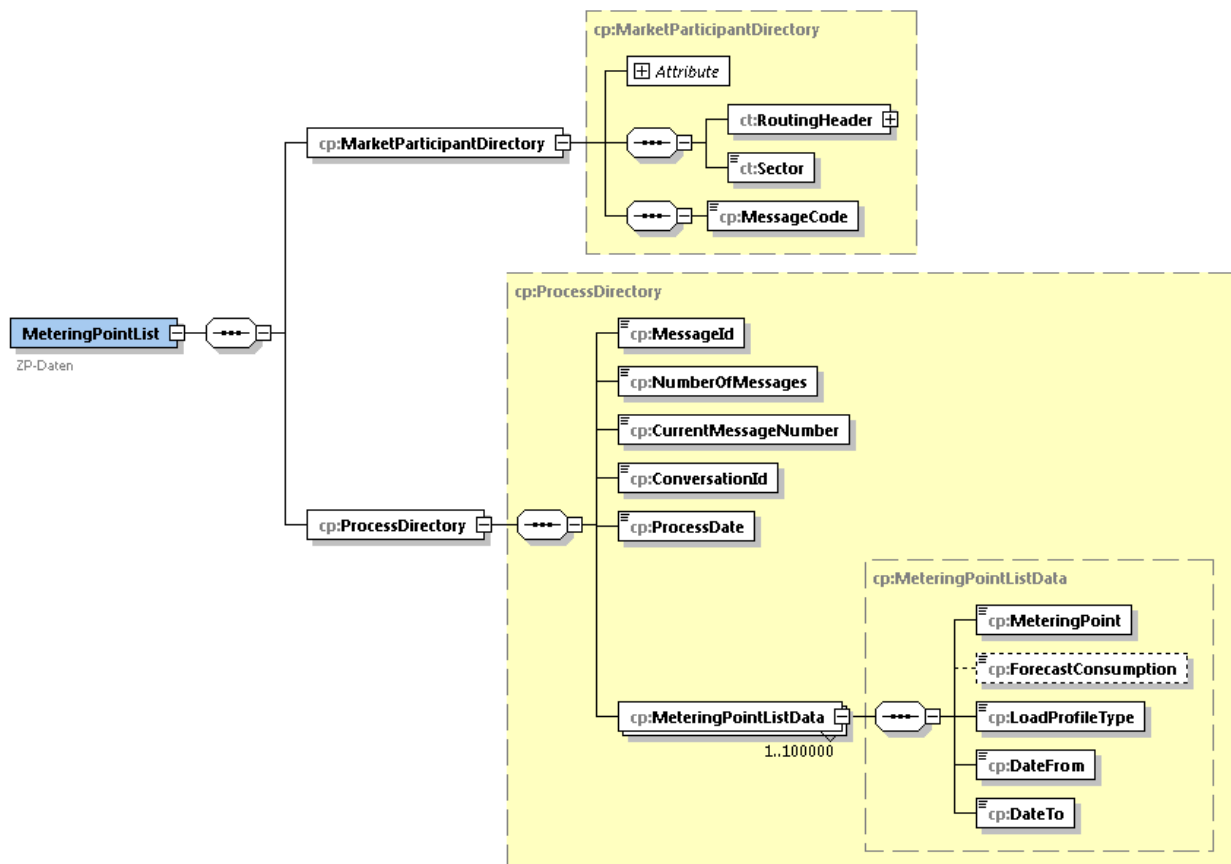 cp:MarketParticipantDirectory
Attribute
ct:RoutingHeader
cp:MarketParticipantDirectory
ct:Sector
cp:MessageCode
cp:ProcessDirectory
MeteringPointList
ZP-Daten
cp:MessageId
cp:NumberOfMessages
cp:CurrentMessageNumber
cp:ConversationId
cp:ProcessDirectory
cp:ProcessDate
cp:MeteringPointListData
cp:MeteringPoint
cp:ForecastConsumption
cp:MeteringPointListData
1..100000
cp:LoadProfileType
cp:DateFrom
cp:DateTo